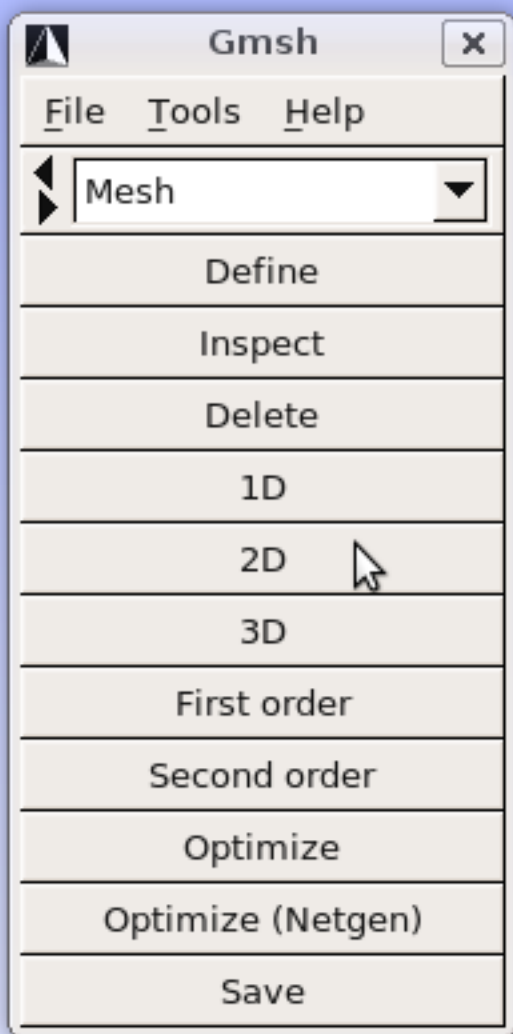 Gmsh
File Tools Help
Mesh
Define
Inspect
Delete
1D
2D
3D
First order
Second order
Optimize
Optimize (Netgen)
Save